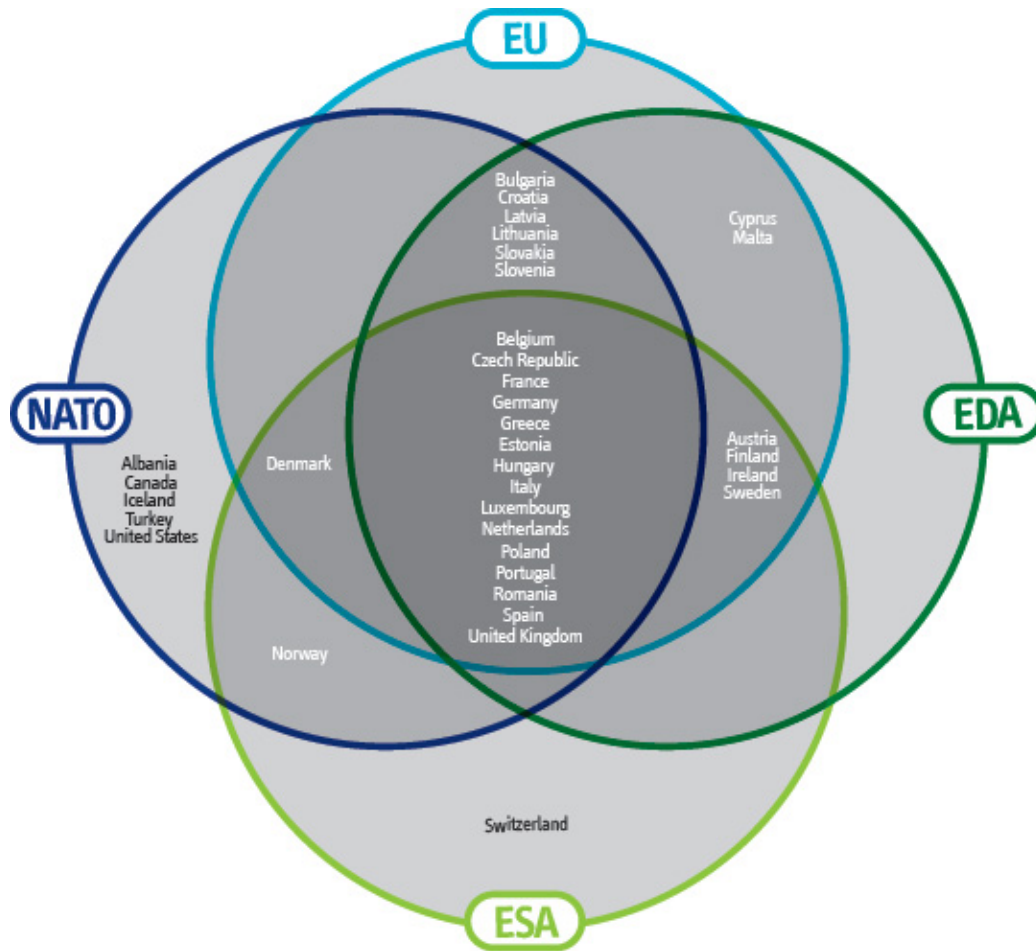 EU
Bulgaria
Croatia
Latvia
Lithuania
Slovakia
Slovenia
Cyprus
Malta
NATO
EDA
Belgium
Czech Republic
France
Germany
Greece
Estonia
Hungary
Italy
Luxembourg
Netherlands
Poland
Portugal
Romania
Spain
United Kingdom
Albania
Canada
Iceland
Turkey
United States
Denmark
Austria
Finland
Ireland
Sweden
Norway
Switzerland
ESA